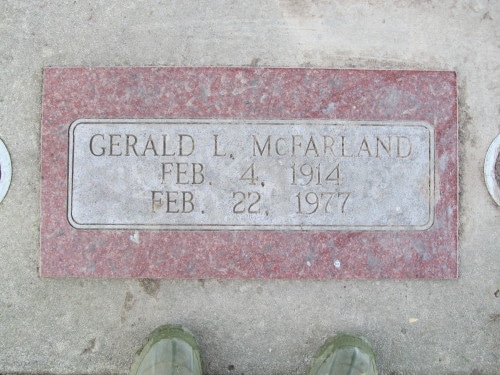 GERALD L. McFARLAND
FEB. 4, 1914
FEB. 22, 1977